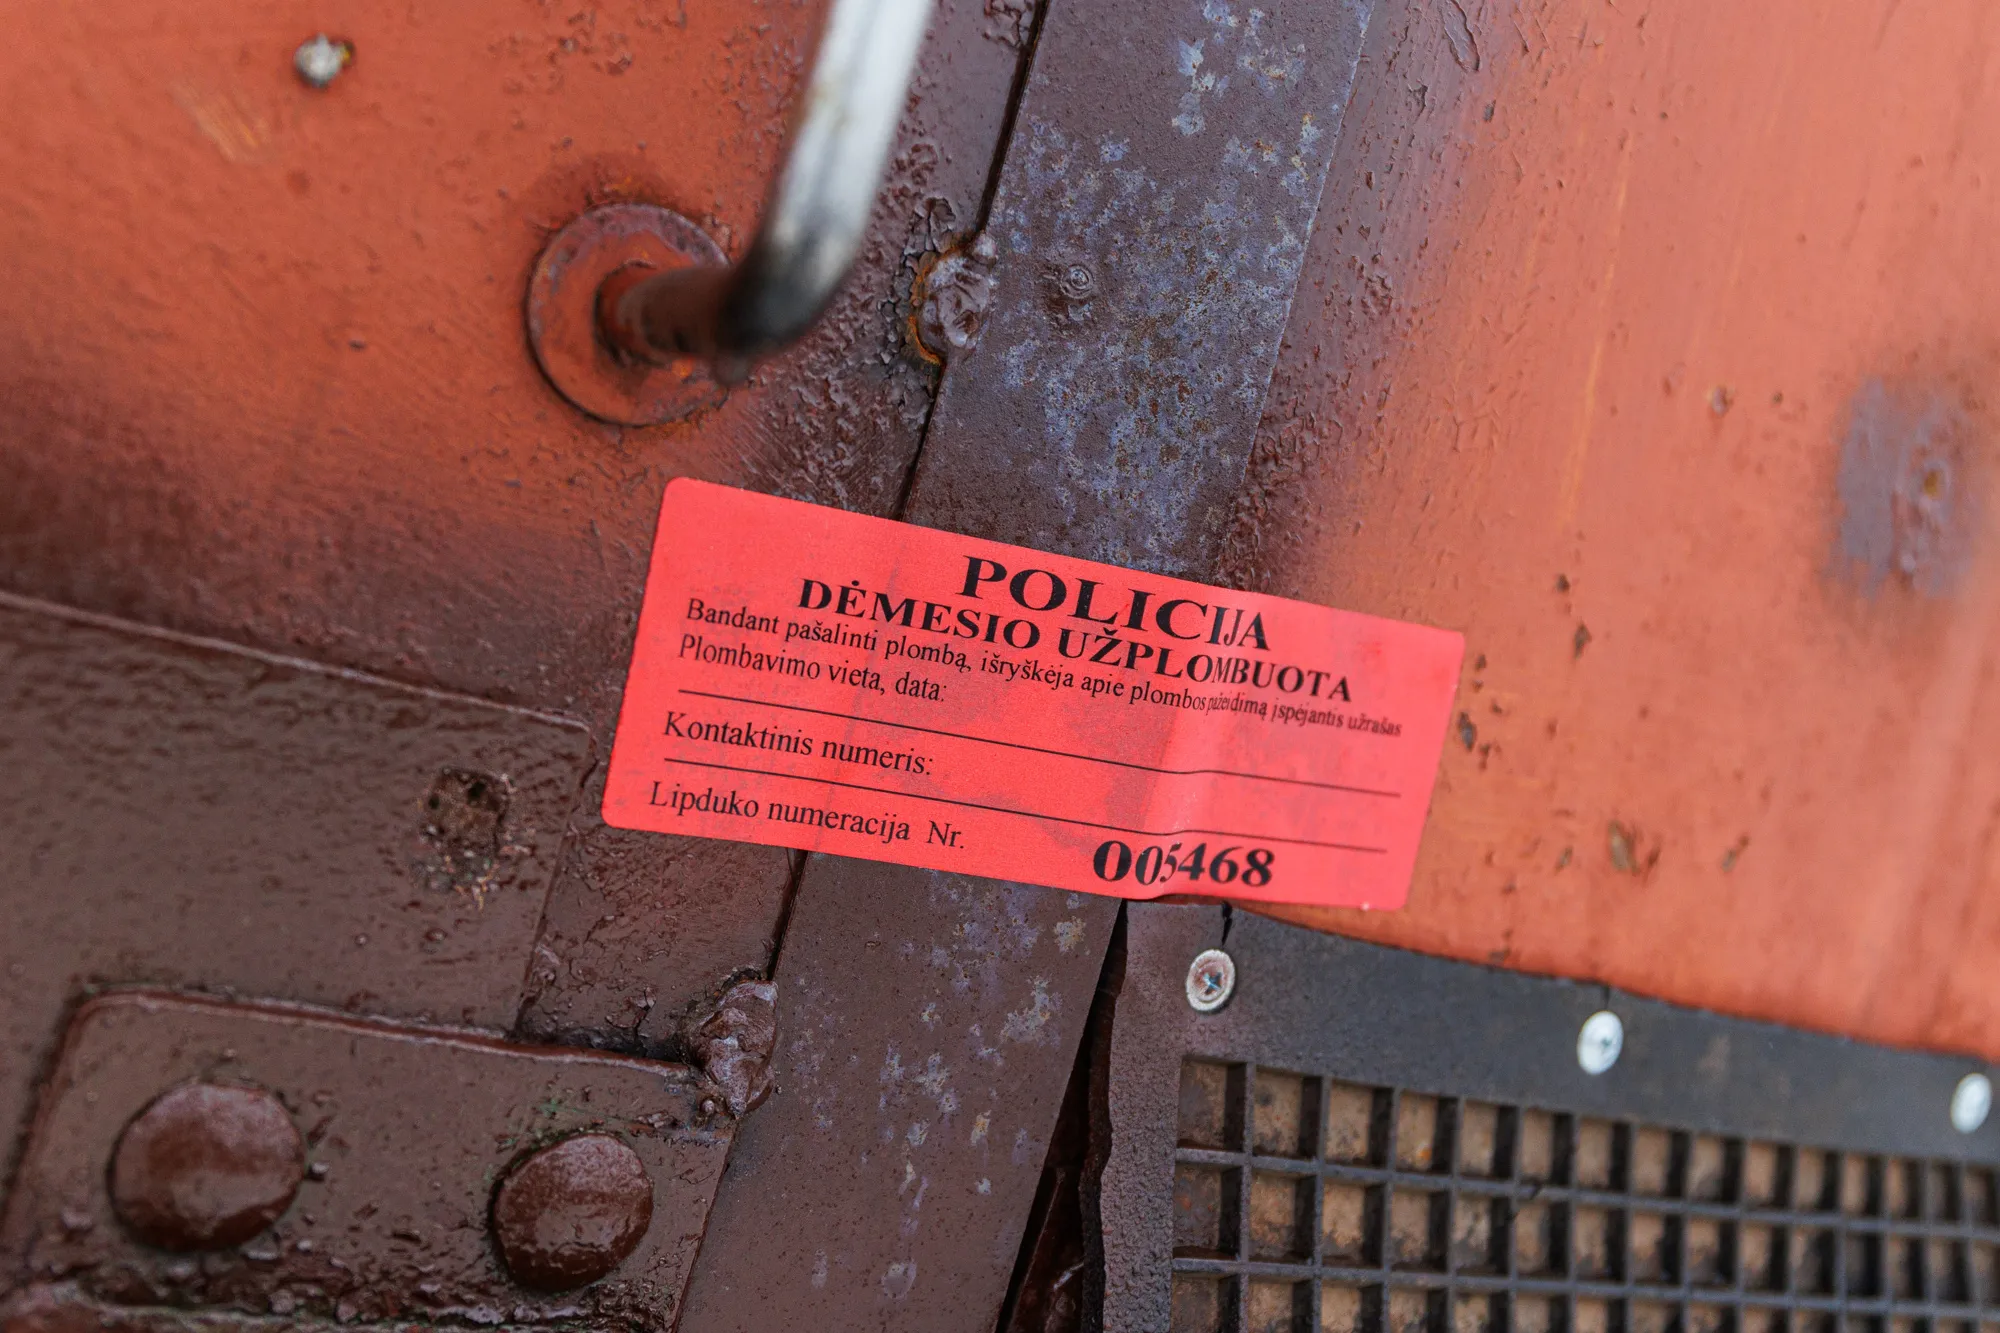 POLICIJA
DĖMESIO UŽPLOMBUOTA
Bandant pašalinti plombą, išryškėja apie plombos pažeidimą įspėjantis užrašas
Plombavimo vieta, data:
Kontaktinis numeris:
Lipduko numeracija Nr. 005468